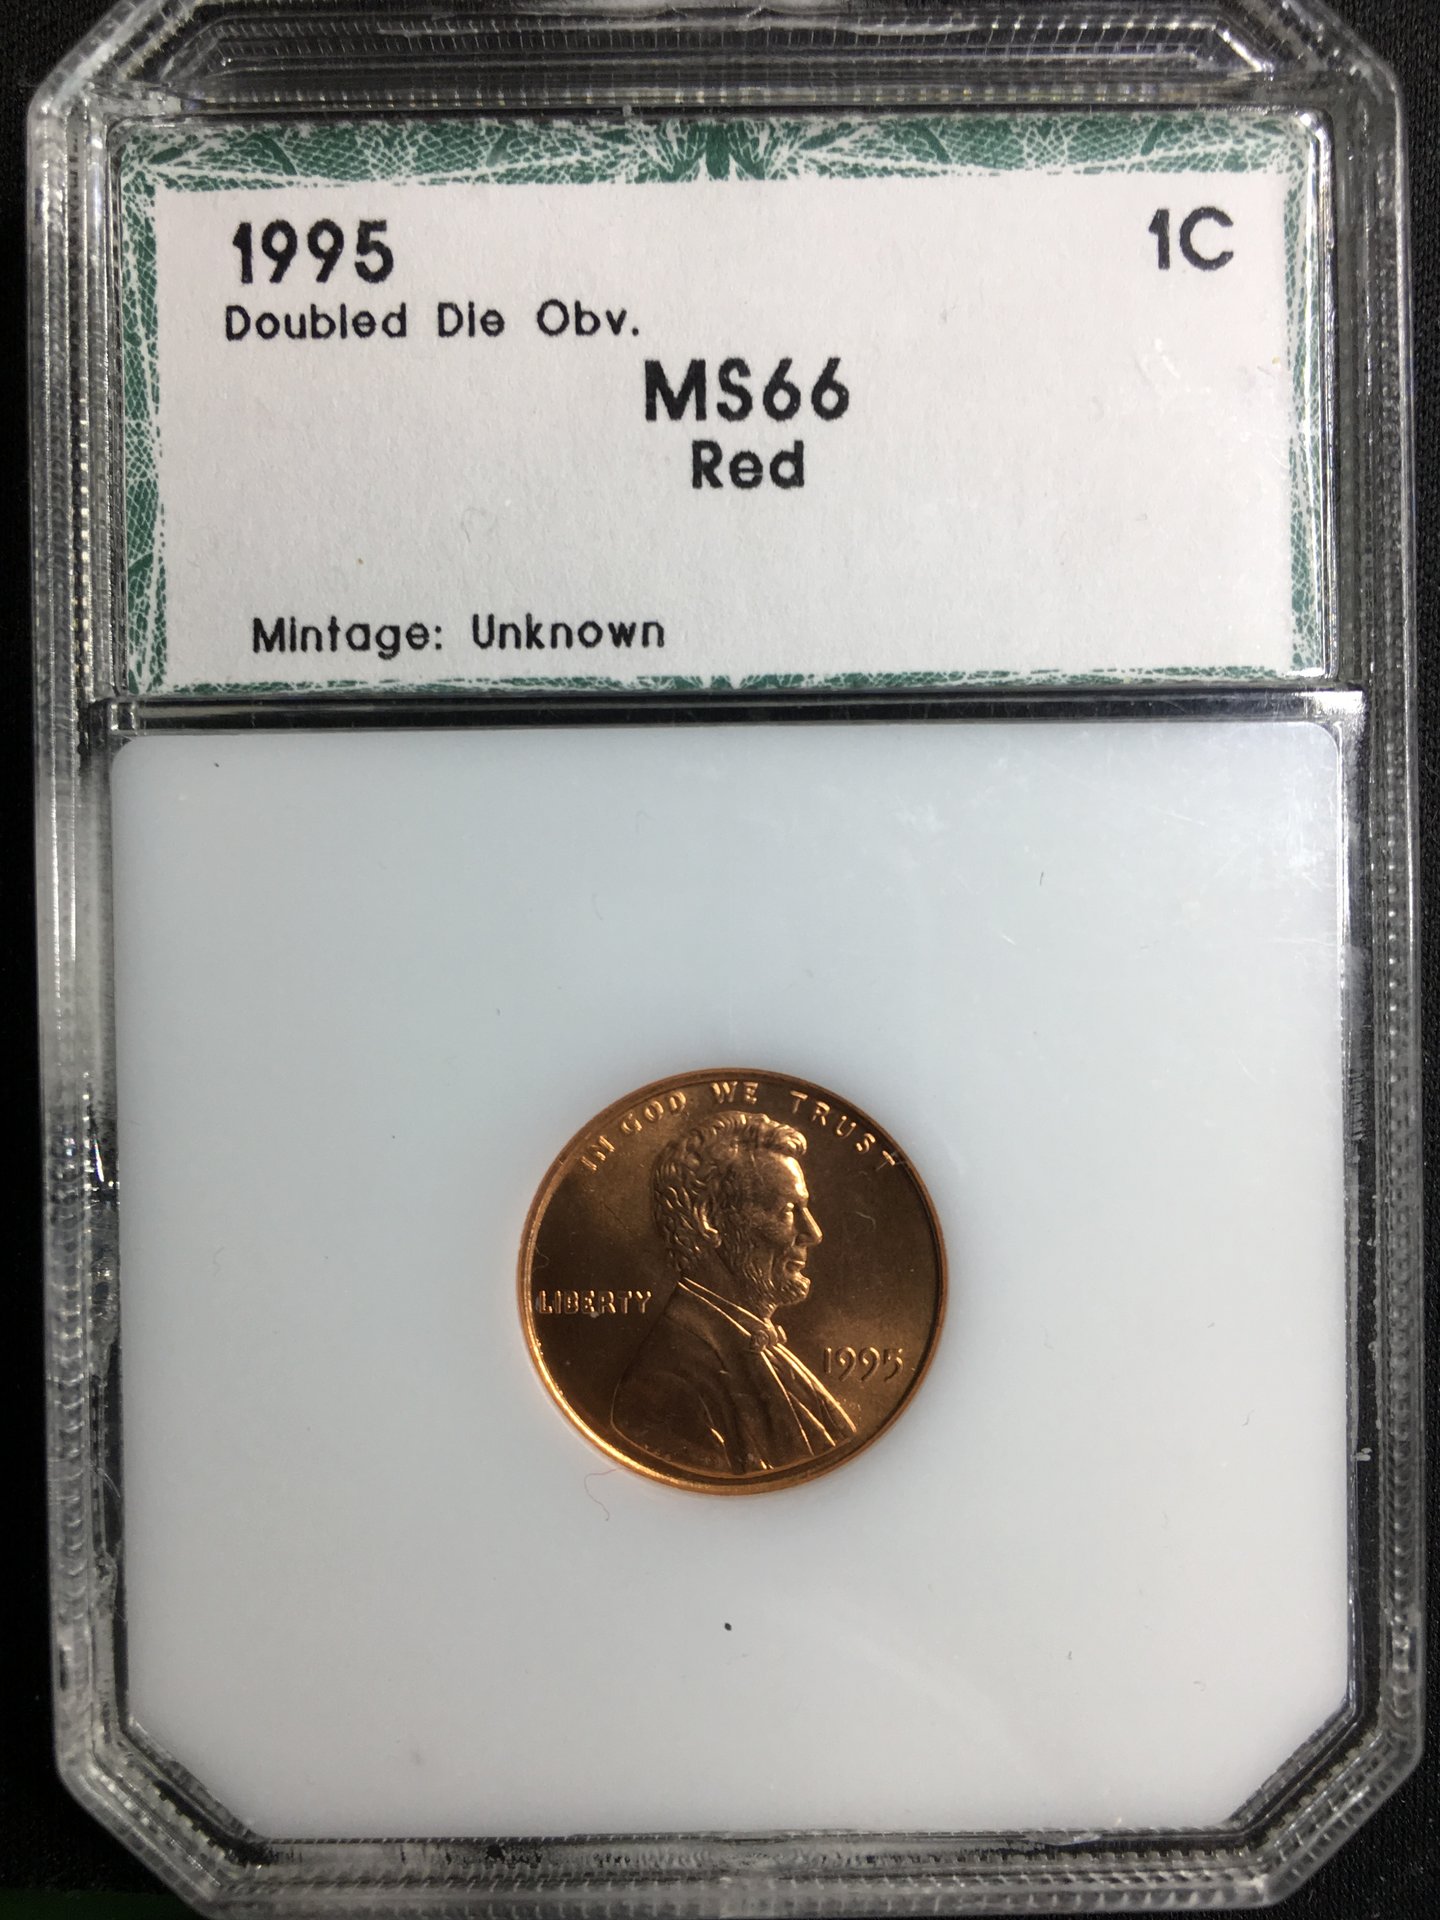 1995 1C
Doubled Die Obv.
MS66
Red
Mintage: Unknown
IN GOD WE TRUST
LIBERTY
1995